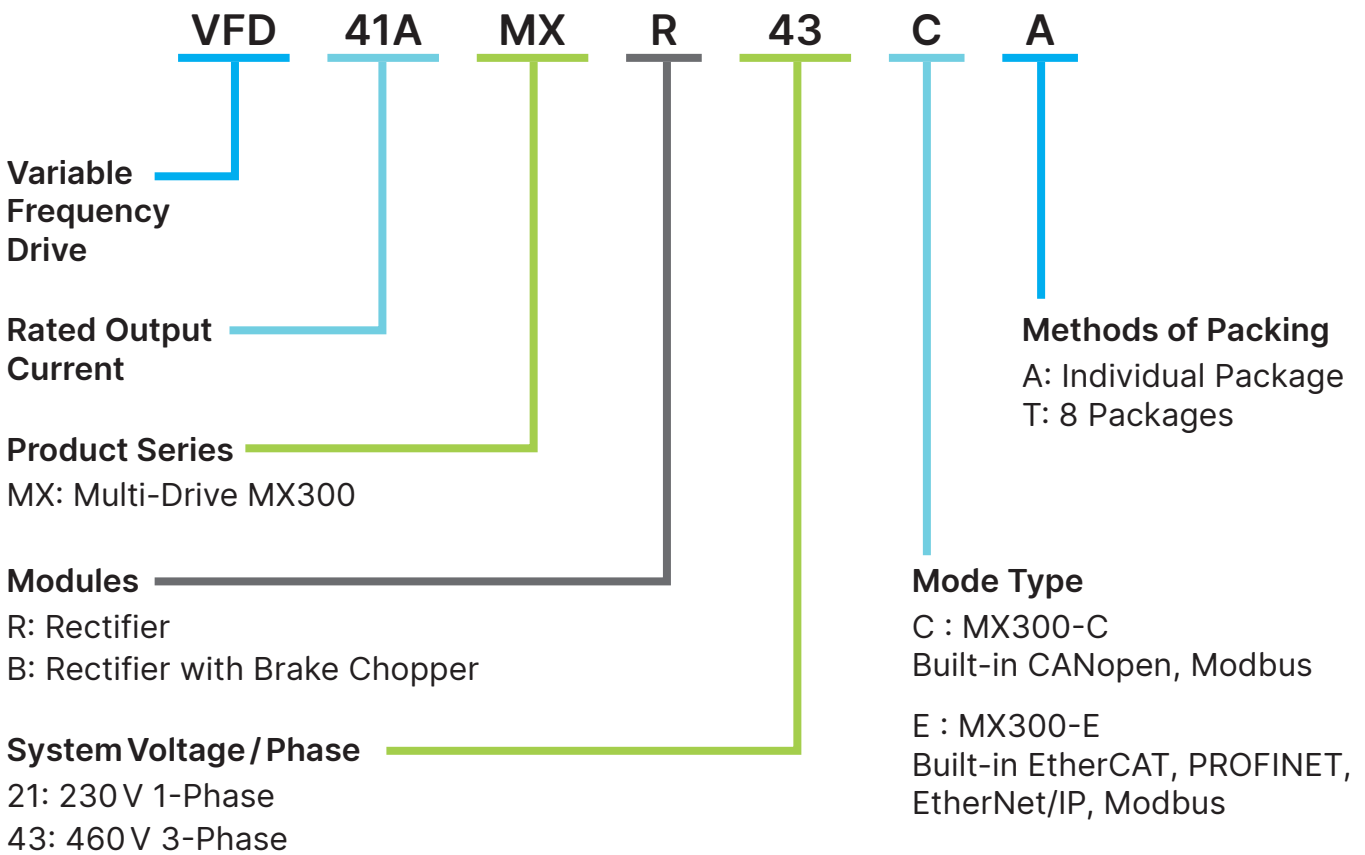 VFD 41A MX R 43 C A
Variable
Frequency
Drive
Rated Output
Current
Product Series
MX: Multi-Drive MX300
Modules
R: Rectifier
B: Rectifier with Brake Chopper
System Voltage / Phase
21: 230 V 1-Phase
43: 460 V 3-Phase
Methods of Packing
A: Individual Package
T: 8 Packages
Mode Type
C : MX300-C
Built-in CANopen, Modbus
E : MX300-E
Built-in EtherCAT, PROFINET,
EtherNet/IP, Modbus